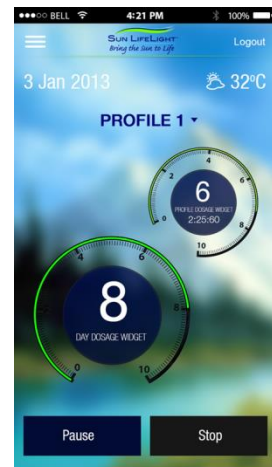 BELL 4:21 PM 100%
SUN LIFELIGHT
Bring the Sun to Life
Logout
3 Jan 2013 32°C
PROFILE 1
0 2 4 6 8 10
6
PROFILE DOSAGE WIDGET
2:25:60
0 4 6 8 10
8
DAY DOSAGE WIDGET
Pause Stop